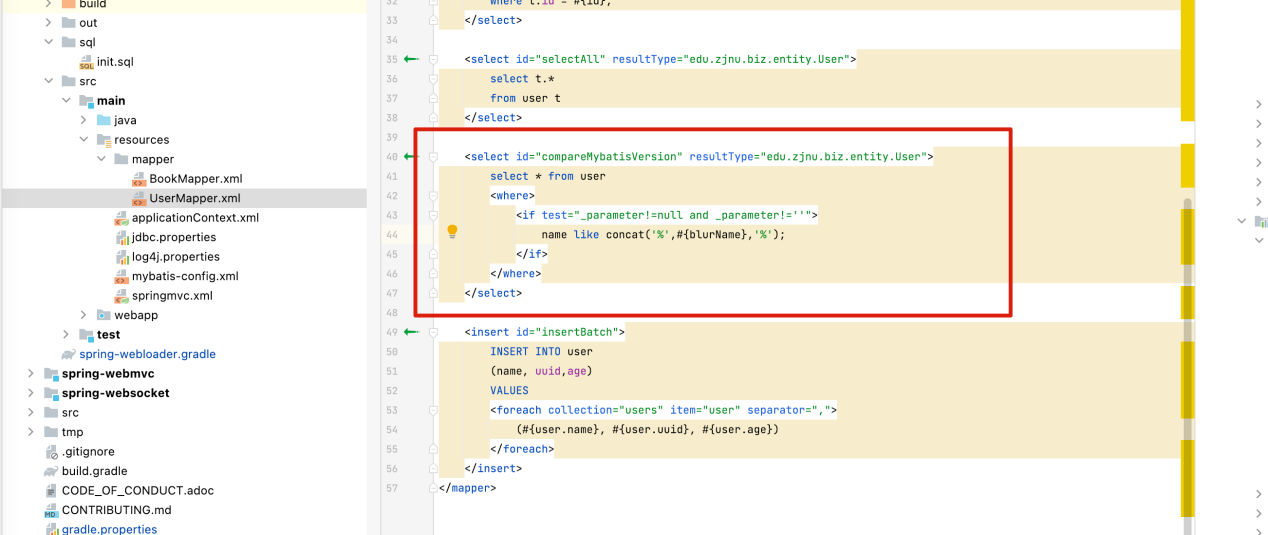 build
out
sql
init.sql
src
main
java
resources
mapper
BookMapper.xml
UserMapper.xml
applicationContext.xml
jdbc.properties
log4j.properties
mybatis-config.xml
springmvc.xml
webapp
test
spring-webloader.gradle
spring-webmvc
spring-websocket
src
tmp
.gitignore
build.gradle
CODE_OF_CONDUCT.adoc
CONTRIBUTING.md
gradle.properties
32 where t.id = #{id};
33 </select>
34
35 <select id="selectAll" resultType="edu.zjnu.biz.entity.User">
36 select t.*
37 from user t
38 </select>
39
40 <select id="compareMybatisVersion" resultType="edu.zjnu.biz.entity.User">
41 select * from user
42 <where>
43 <if test="_parameter!=null and _parameter!=''">
44 name like concat('%',#{blurName},'%');
45 </if>
46 </where>
47 </select>
48
49 <insert id="insertBatch">
50 INSERT INTO user
51 (name, uuid,age)
52 VALUES
53 <foreach collection="users" item="user" separator=",">
54 (#{user.name}, #{user.uuid}, #{user.age})
55 </foreach>
56 </insert>
57 </mapper>